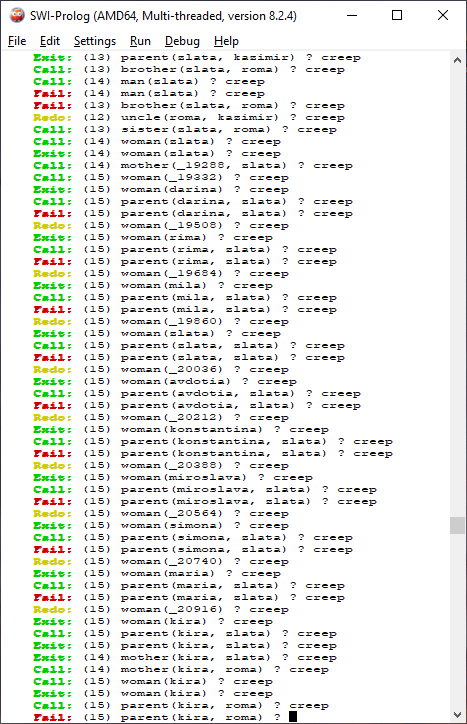 SWI-Prolog (AMD64, Multi-threaded, version 8.2.4)
File Edit Settings Run Debug Help
Exit: (13) parent(zlata, kazimir) ? creep
Call: (13) brother(zlata, roma) ? creep
Call: (14) man(zlata) ? creep
Fail: (14) man(zlata) ? creep
Fail: (13) brother(zlata, roma) ? creep
Redo: (12) uncle(roma, kazimir) ? creep
Call: (13) sister(zlata, roma) ? creep
Call: (14) woman(zlata) ? creep
Exit: (14) woman(zlata) ? creep
Call: (14) mother(_19288, zlata) ? creep
Call: (15) woman(_19332) ? creep
Exit: (15) woman(darina) ? creep
Call: (15) parent(darina, zlata) ? creep
Fail: (15) parent(darina, zlata) ? creep
Redo: (15) woman(_19508) ? creep
Exit: (15) woman(rima) ? creep
Call: (15) parent(rima, zlata) ? creep
Fail: (15) parent(rima, zlata) ? creep
Redo: (15) woman(_19684) ? creep
Exit: (15) woman(mila) ? creep
Call: (15) parent(mila, zlata) ? creep
Fail: (15) parent(mila, zlata) ? creep
Redo: (15) woman(_19860) ? creep
Exit: (15) woman(zlata) ? creep
Call: (15) parent(zlata, zlata) ? creep
Fail: (15) parent(zlata, zlata) ? creep
Redo: (15) woman(_20036) ? creep
Exit: (15) woman(avdotia) ? creep
Call: (15) parent(avdotia, zlata) ? creep
Fail: (15) parent(avdotia, zlata) ? creep
Redo: (15) woman(_20212) ? creep
Exit: (15) woman(konstantina) ? creep
Call: (15) parent(konstantina, zlata) ? creep
Fail: (15) parent(konstantina, zlata) ? creep
Redo: (15) woman(_20388) ? creep
Exit: (15) woman(miroslava) ? creep
Call: (15) parent(miroslava, zlata) ? creep
Fail: (15) parent(miroslava, zlata) ? creep
Redo: (15) woman(_20564) ? creep
Exit: (15) woman(simona) ? creep
Call: (15) parent(simona, zlata) ? creep
Fail: (15) parent(simona, zlata) ? creep
Redo: (15) woman(_20740) ? creep
Exit: (15) woman(maria) ? creep
Call: (15) parent(maria, zlata) ? creep
Fail: (15) parent(maria, zlata) ? creep
Redo: (15) woman(_20916) ? creep
Exit: (15) woman(kira) ? creep
Call: (15) parent(kira, zlata) ? creep
Exit: (15) parent(kira, zlata) ? creep
Exit: (14) mother(kira, zlata) ? creep
Call: (14) mother(kira, roma) ? creep
Call: (15) woman(kira) ? creep
Exit: (15) woman(kira) ? creep
Call: (15) parent(kira, roma) ? creep
Fail: (15) parent(kira, roma) ?